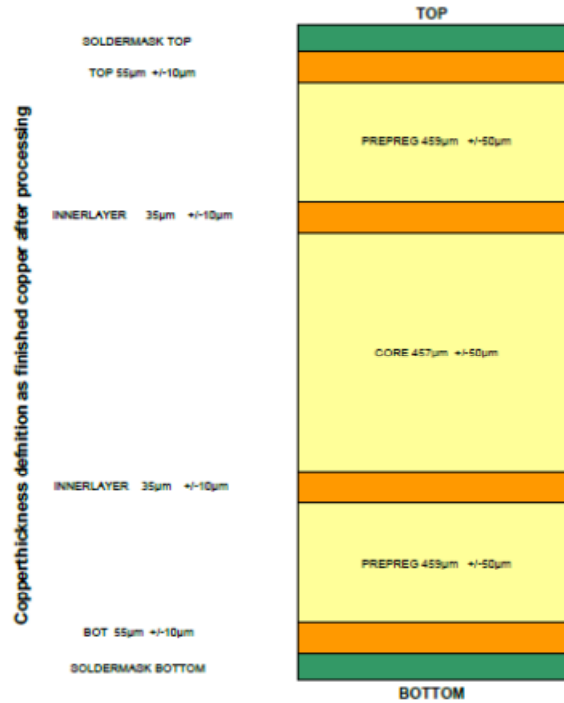 TOP
SOLDERMASK TOP
TOP 55µm +/-10µm
PREPREG 459µm +/-50µm
INNERLAYER 35µm +/-10µm
CORE 457µm +/-50µm
INNERLAYER 35µm +/-10µm
PREPREG 459µm +/-50µm
BOT 55µm +/-10µm
SOLDERMASK BOTTOM
BOTTOM
Copperthickness defnition as finished copper after processing